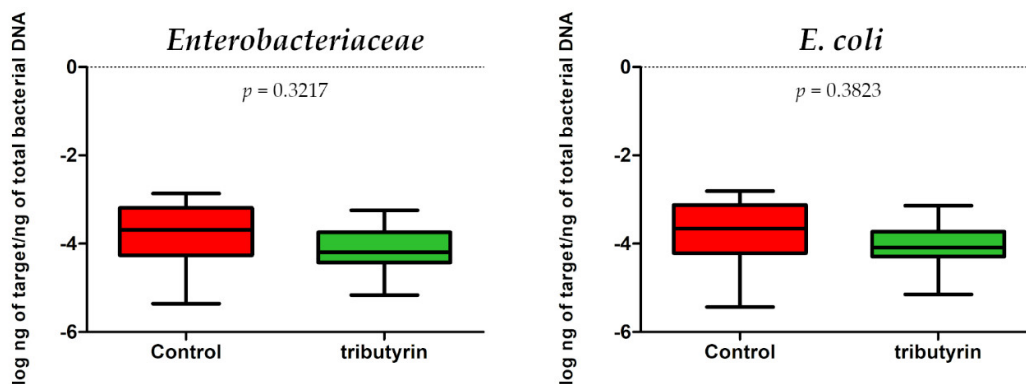 Enterobacteriaceae
log ng of target/ng of total bacterial DNA
0
p = 0.3217
-2
-4
-6
Control
tributyrin
E. coli
log ng of target/ng of total bacterial DNA
0
p = 0.3823
-2
-4
-6
Control
tributyrin